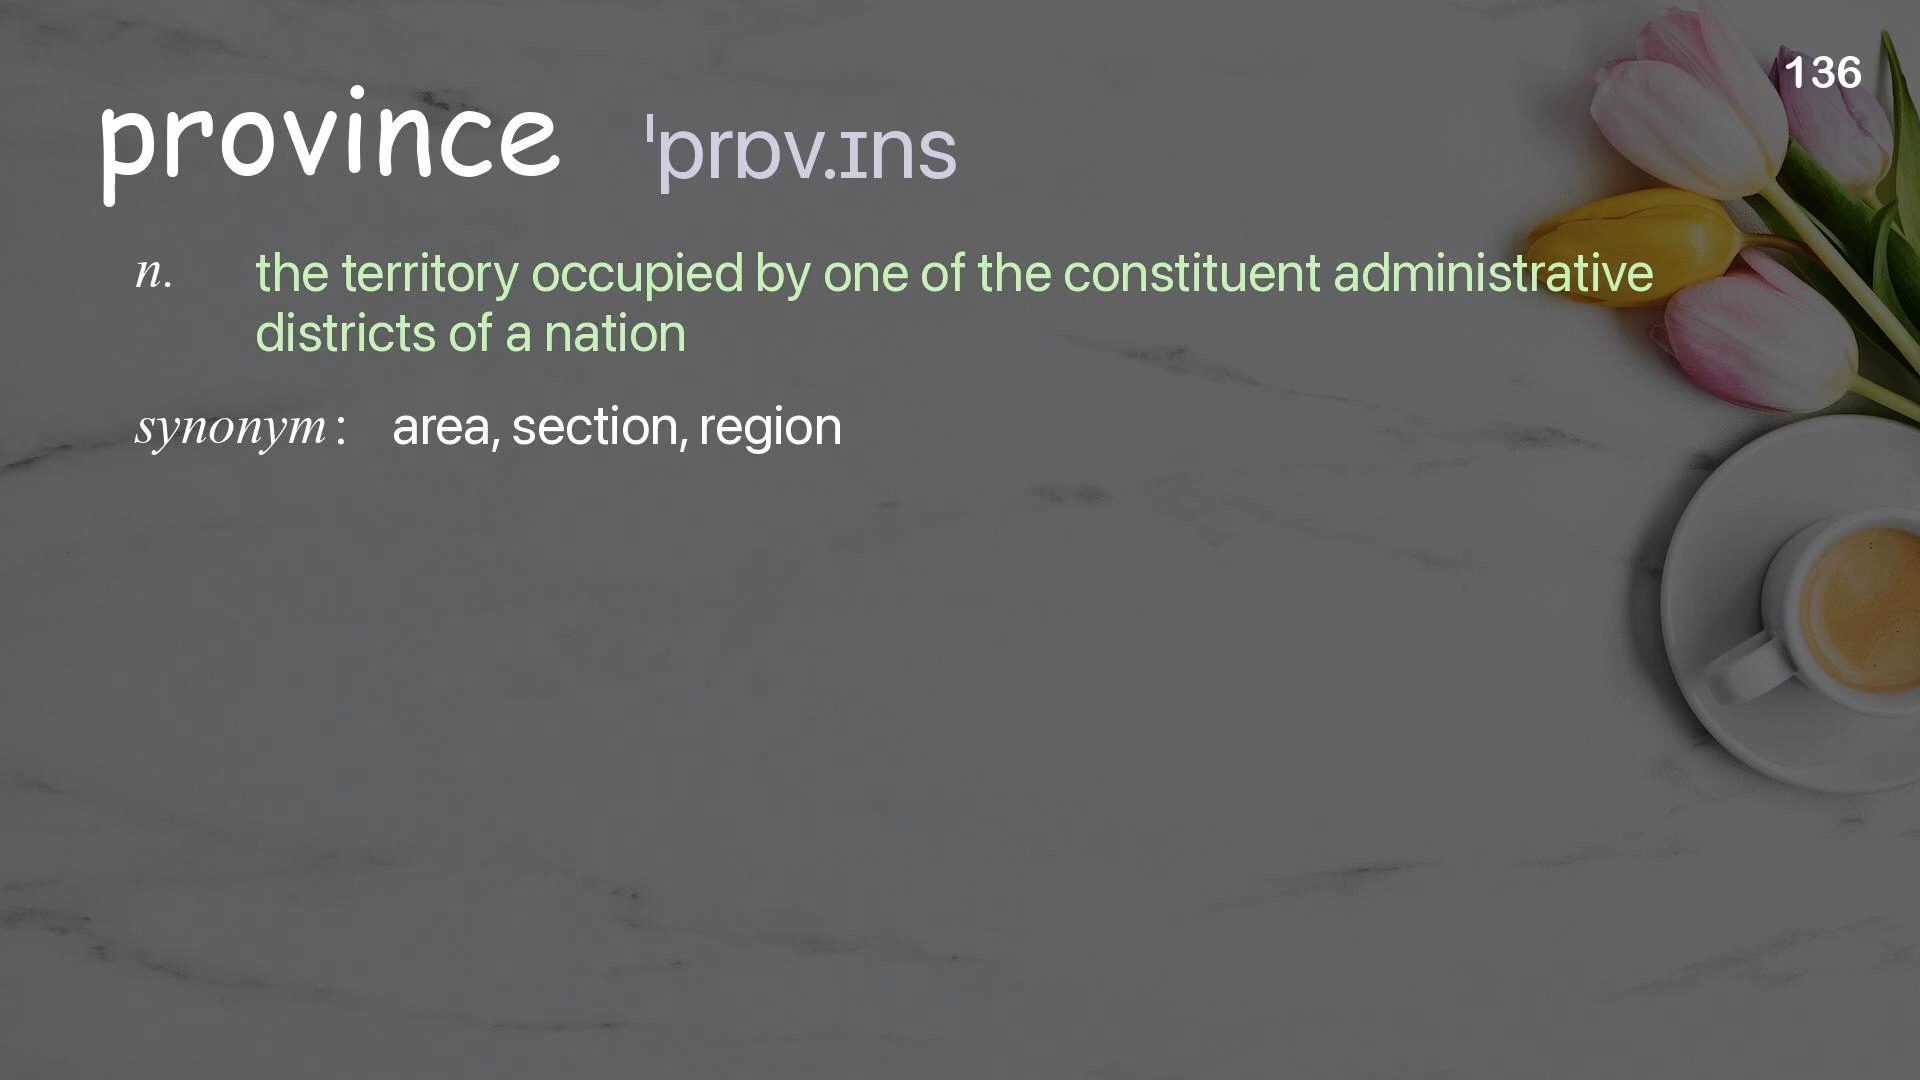 136
province ˈprɒv.ɪns
n. the territory occupied by one of the constituent administrative
districts of a nation
synonym : area, section, region